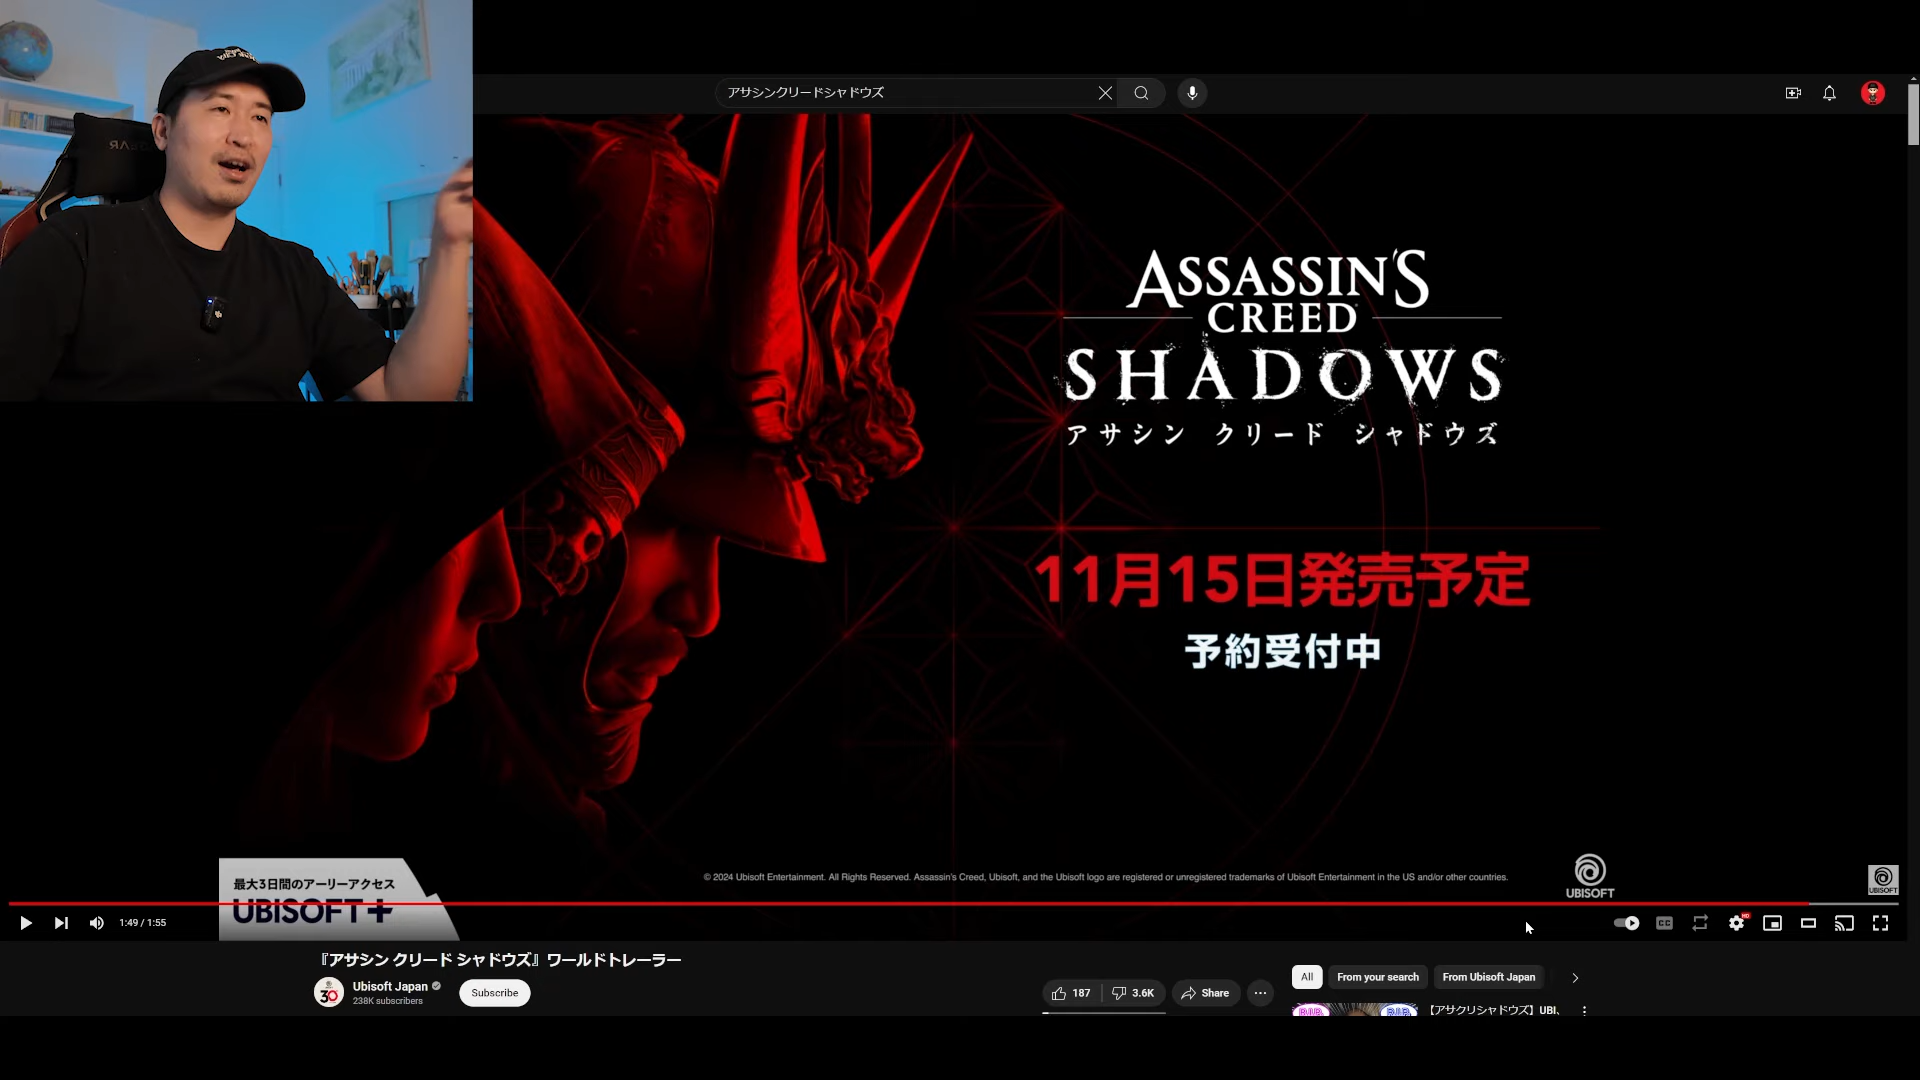 アサシンクリードシャドウズ
ASSASSIN'S
CREED
SHADOWS
アサシン クリード シャドウズ
11月15日発売予定
予約受付中
最大3日間のアーリーアクセス
UBISOFT+
© 2024 Ubisoft Entertainment. All Rights Reserved. Assassin's Creed, Ubisoft, and the Ubisoft logo are registered or unregistered trademarks of Ubisoft Entertainment in the US and/or other countries.
UBISOFT
UBISOFT
1:49 / 1:55
CC
HD
『アサシン クリード シャドウズ』ワールドトレーラー
30
Ubisoft Japan
238K subscribers
Subscribe
187
3.6K
Share
All
From your search
From Ubisoft Japan
【アサクリシャドウズ】UBI、